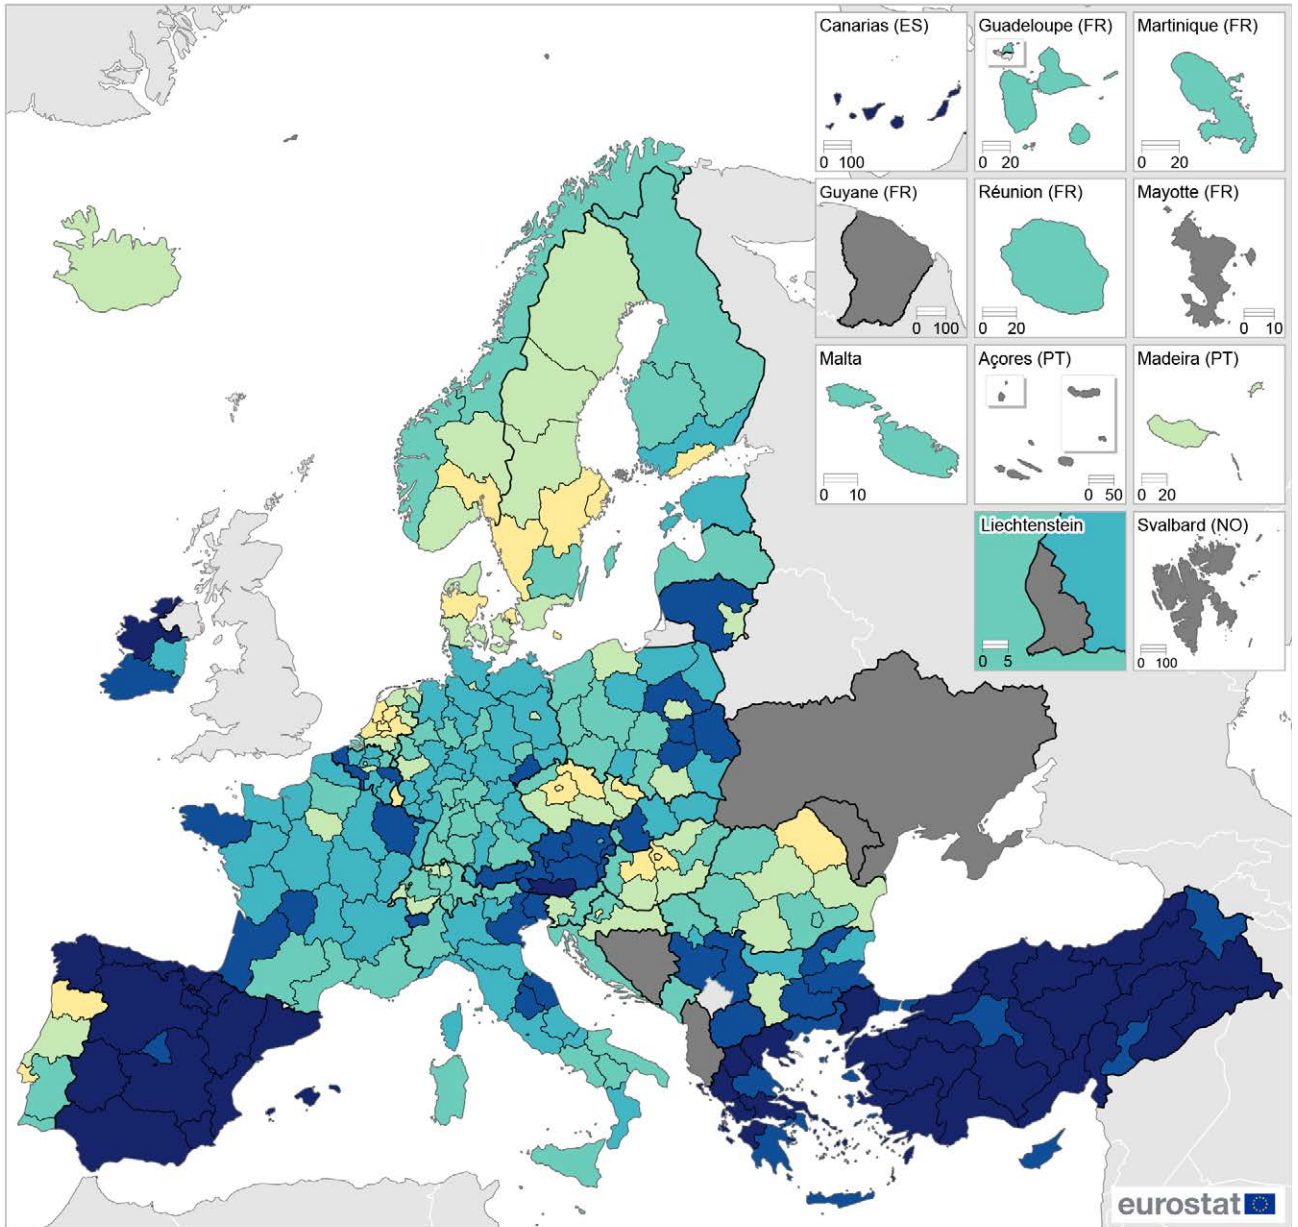 Canarias (ES)
0 100
Guadeloupe (FR)
0 20
Martinique (FR)
0 20
Guyane (FR)
0 100
Réunion (FR)
0 20
Mayotte (FR)
0 10
Malta
0 10
Açores (PT)
0 50
Madeira (PT)
0 20
Liechtenstein
0 5
Svalbard (NO)
0 100
eurostat